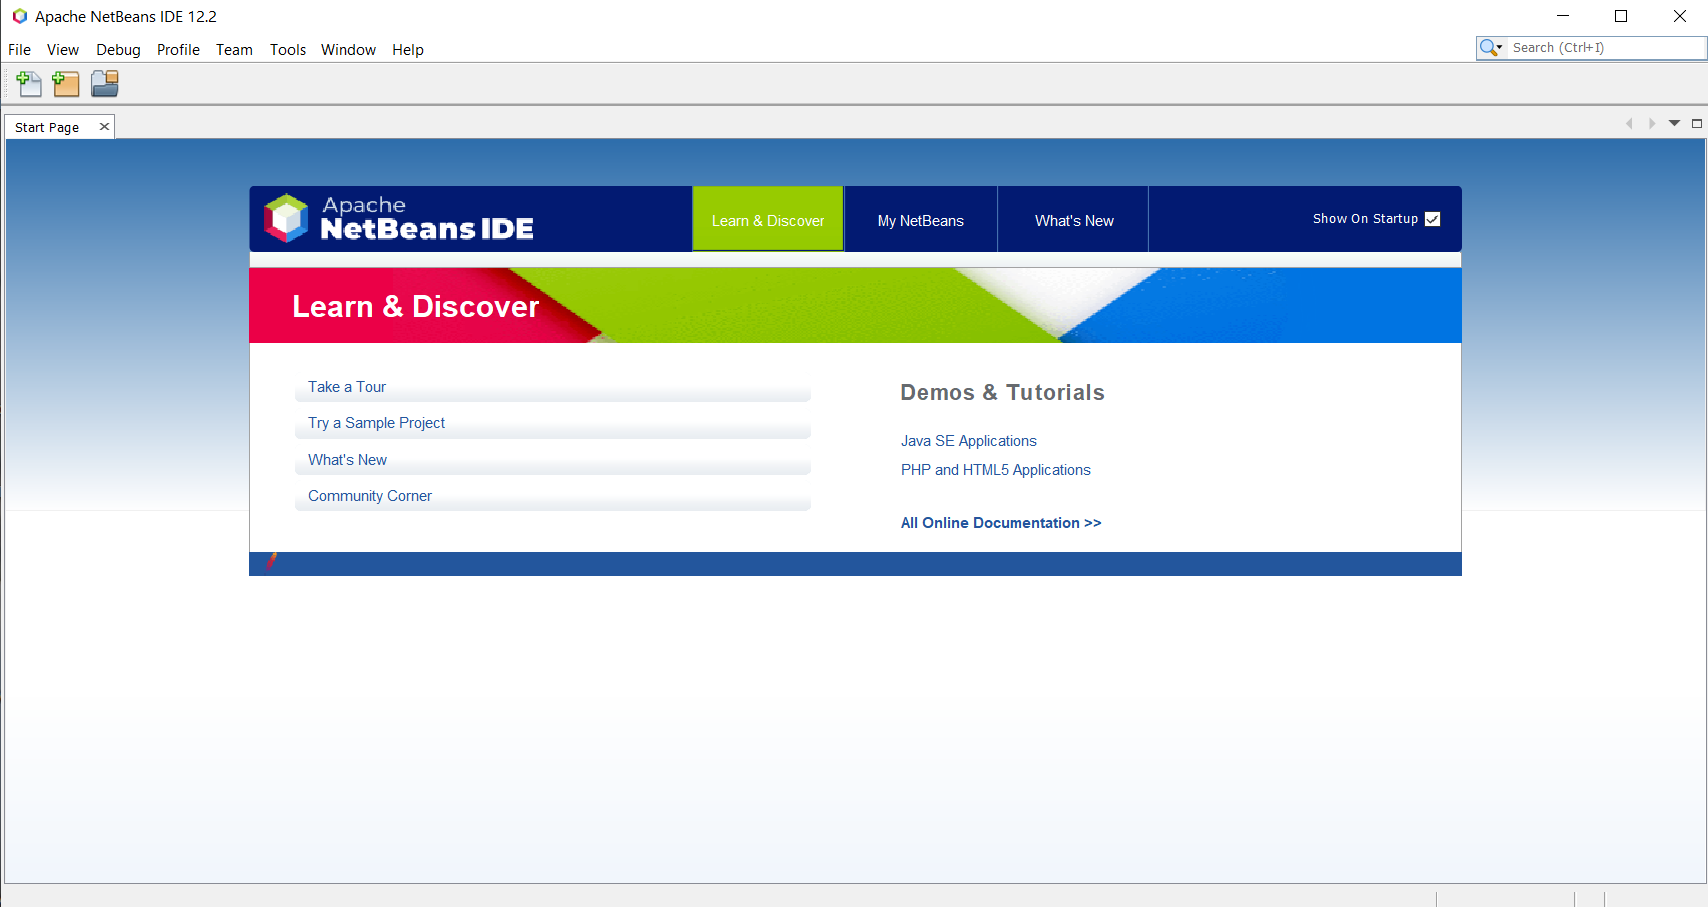 Apache NetBeans IDE 12.2
File View Debug Profile Team Tools Window Help
Search (Ctrl+I)
Start Page
Apache
NetBeans IDE
Learn & Discover
My NetBeans
What's New
Show On Startup
Learn & Discover
Take a Tour
Try a Sample Project
What's New
Community Corner
Demos & Tutorials
Java SE Applications
PHP and HTML5 Applications
All Online Documentation >>